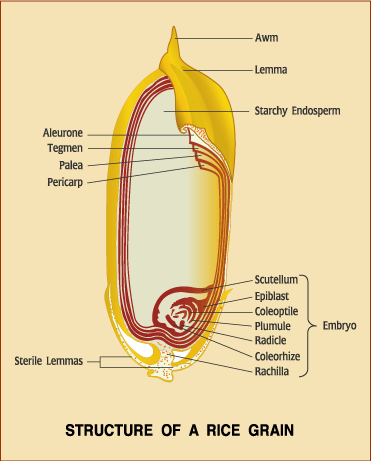 Awm
Lemma
Starchy Endosperm
Aleurone
Tegmen
Palea
Pericarp
Scutellum
Epiblast
Coleoptile
Plumule
Embryo
Radicle
Coleorhize
Rachilla
Sterile Lemmas
STRUCTURE OF A RICE GRAIN